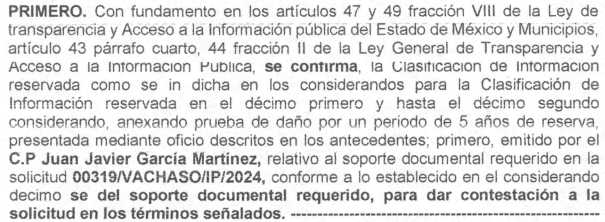 PRIMERO. Con fundamento en los artículos 47 y 49 fracción VIII de la Ley de
transparencia y Acceso a la Información pública del Estado de México y Municipios,
artículo 43 párrafo cuarto, 44 fracción II de la Ley General de Transparencia y
Acceso a la Información Pública, se confirma, la Clasificación de Información
reservada como se in dicha en los considerandos para la Clasificación de
Información reservada en el décimo primero y hasta el décimo segundo
considerando, anexando prueba de daño por un periodo de 5 años de reserva,
presentada mediante oficio descritos en los antecedentes; primero, emitido por el
C.P Juan Javier García Martínez, relativo al soporte documental requerido en la
solicitud 00319/VACHASO/IP/2024, conforme a lo establecido en el considerando
decimo se del soporte documental requerido, para dar contestación a la
solicitud en los términos señalados. ----------------------------------------------------